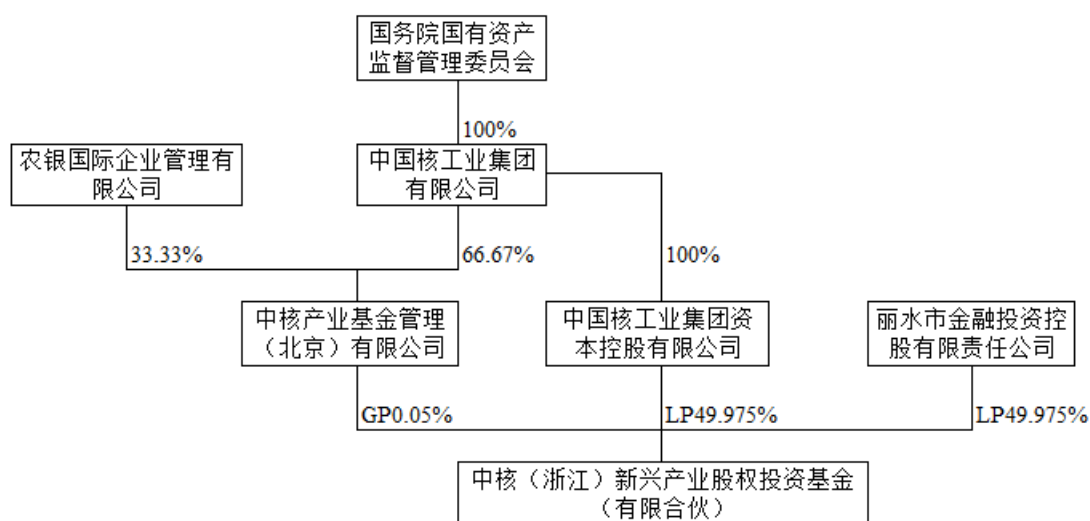 国务院国有资产
监督管理委员会
100%
农银国际企业管理有
限公司
中国核工业集团
有限公司
33.33%
66.67%
100%
中核产业基金管理
（北京）有限公司
中国核工业集团资
本控股有限公司
丽水市金融投资控
股有限责任公司
GP0.05%
LP49.975%
LP49.975%
中核（浙江）新兴产业股权投资基金
（有限合伙）